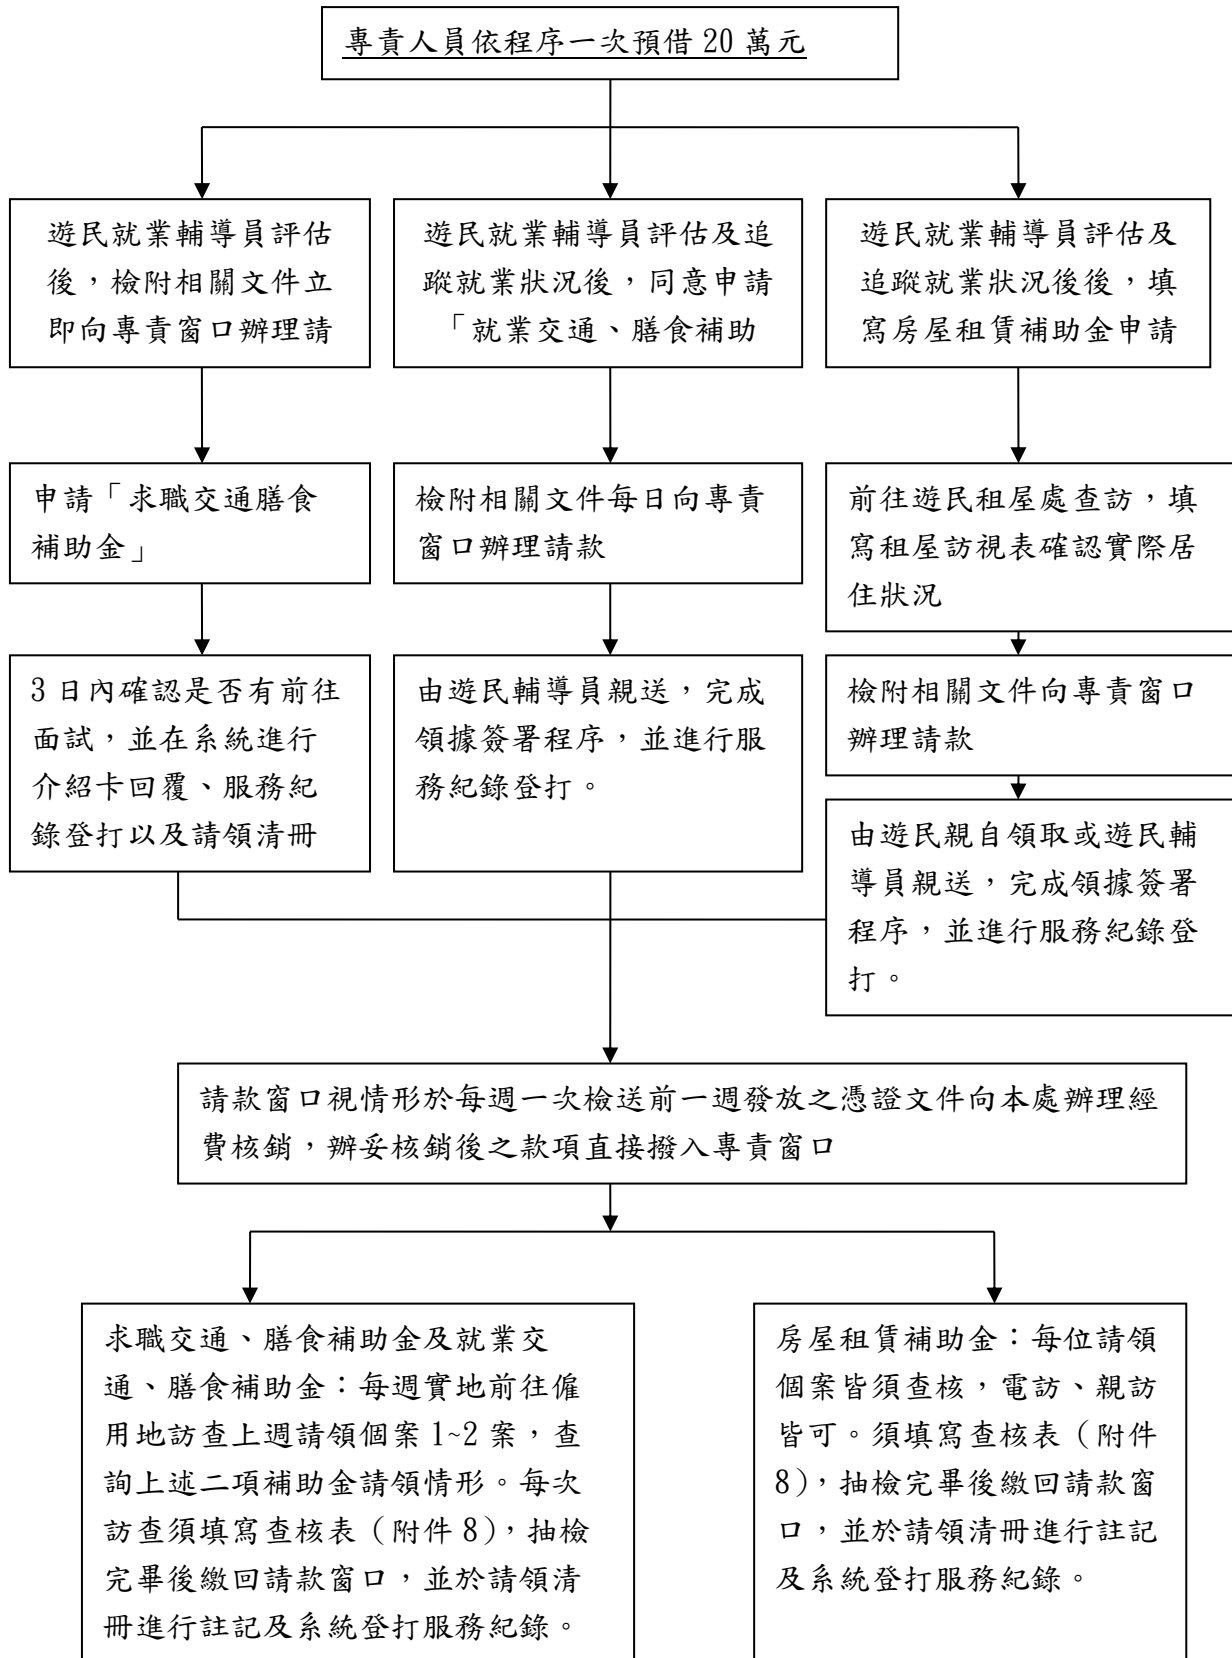 專責人員依程序一次預借 20 萬元
遊民就業輔導員評估
後，檢附相關文件立
即向專責窗口辦理請
遊民就業輔導員評估及追
蹤就業狀況後，同意申請
「就業交通、膳食補助
遊民就業輔導員評估及
追蹤就業狀況後後，填
寫房屋租賃補助金申請
申請「求職交通膳食
補助金」
檢附相關文件每日向專責
窗口辦理請款
前往遊民租屋處查訪，填
寫租屋訪視表確認實際居
住狀況
3 日內確認是否有前往
面試，並在系統進行
介紹卡回覆、服務紀
錄登打以及請領清冊
由遊民輔導員親送，完成
領據簽署程序，並進行服
務紀錄登打。
檢附相關文件向專責窗口
辦理請款
由遊民親自領取或遊民輔
導員親送，完成領據簽署
程序，並進行服務紀錄登
打。
請款窗口視情形於每週一次檢送前一週發放之憑證文件向本處辦理經
費核銷，辦妥核銷後之款項直接撥入專責窗口
求職交通、膳食補助金及就業交
通、膳食補助金：每週實地前往僱
用地訪查上週請領個案 1~2 案，查
詢上述二項補助金請領情形。每次
訪查須填寫查核表（附件 8），抽檢
完畢後繳回請款窗口，並於請領清
冊進行註記及系統登打服務紀錄。
房屋租賃補助金：每位請領
個案皆須查核，電訪、親訪
皆可。須填寫查核表（附件
8），抽檢完畢後繳回請款窗
口，並於請領清冊進行註記
及系統登打服務紀錄。